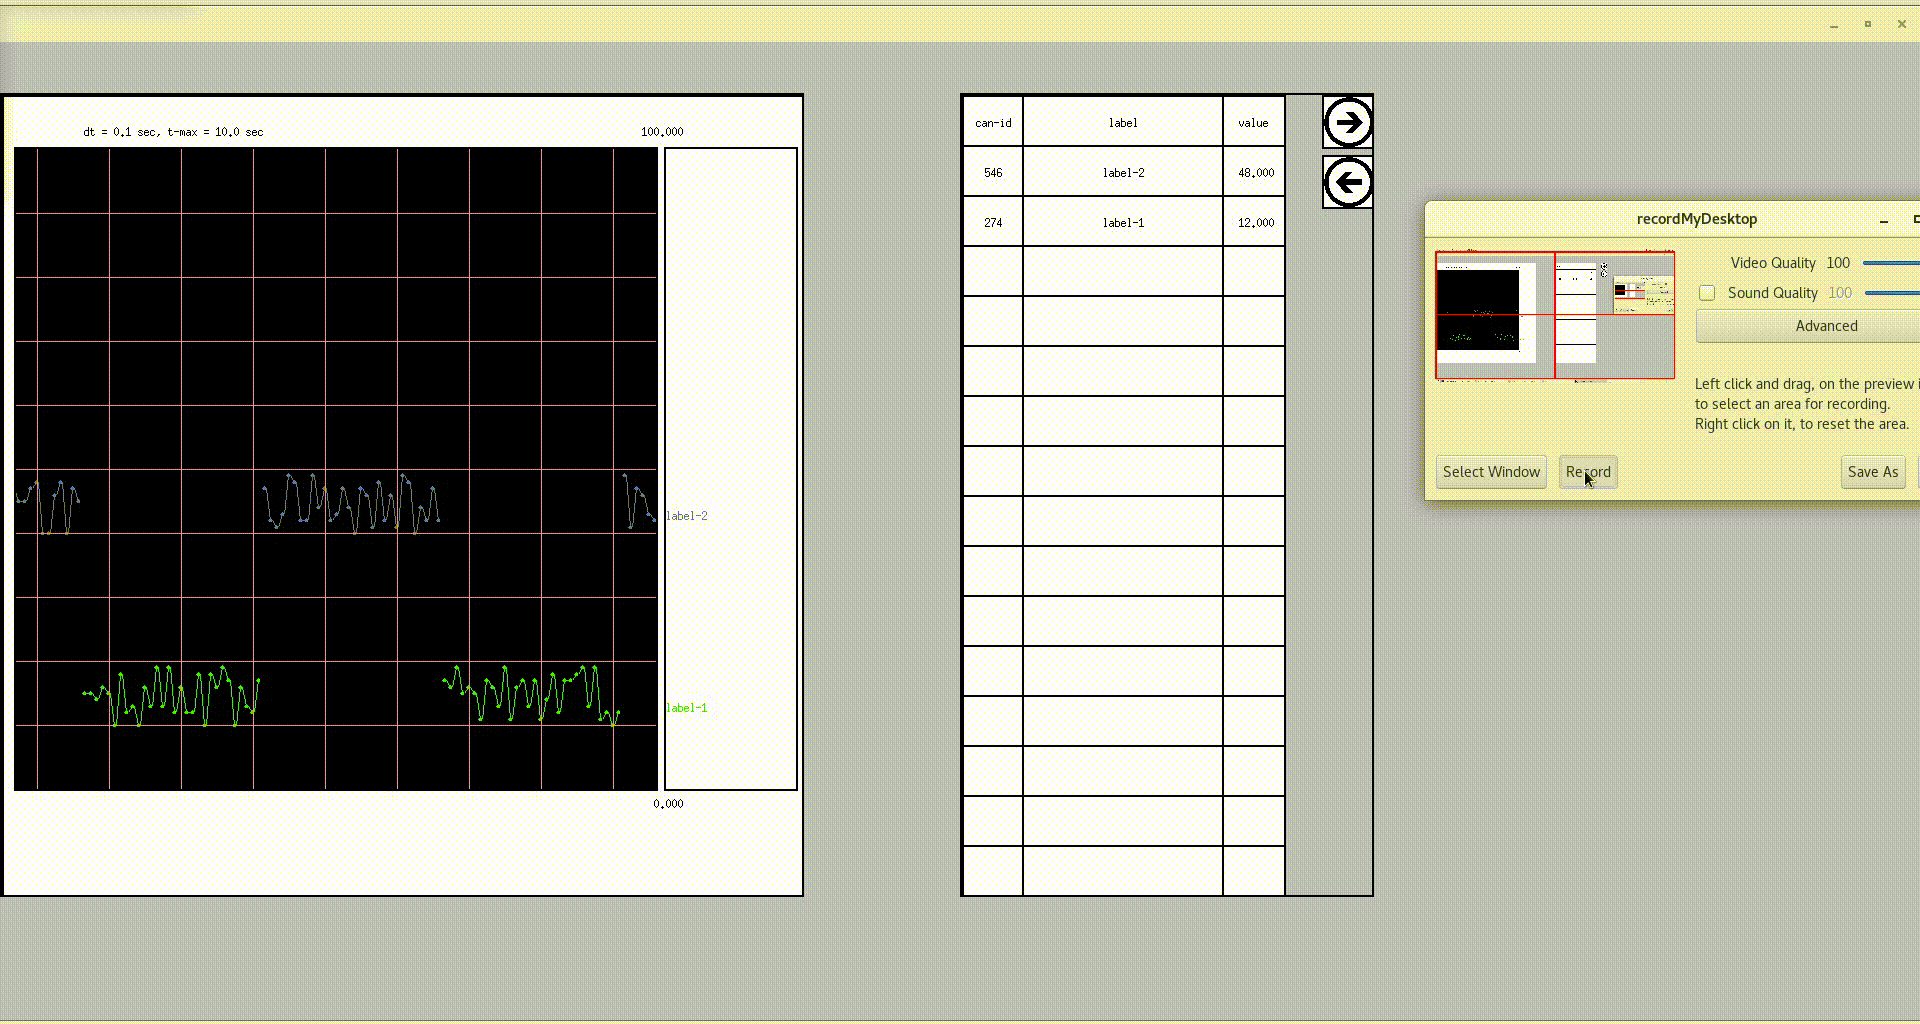 dt = 0.1 sec, t-max = 10.0 sec
100.000
label-2
label-1
0.000
can-id label value
546 label-2 48.000
274 label-1 12.000
recordMyDesktop
Video Quality 100
Sound Quality 100
Advanced
Left click and drag, on the preview i
to select an area for recording.
Right click on it, to reset the area.
Select Window Record Save As